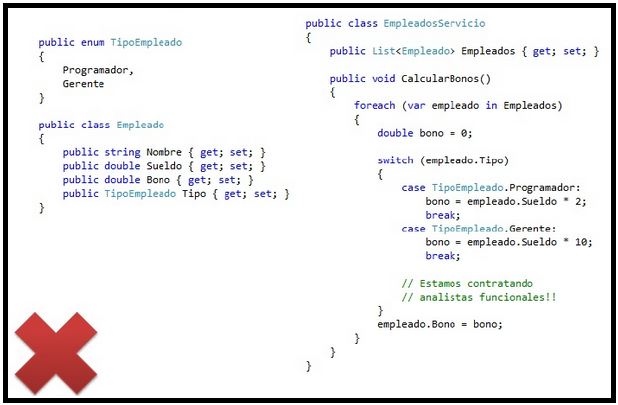 public enum TipoEmpleado
{
    Programador,
    Gerente
}
public class Empleado
{
    public string Nombre { get; set; }
    public double Sueldo { get; set; }
    public double Bono { get; set; }
    public TipoEmpleado Tipo { get; set; }
}
public class EmpleadosServicio
{
    public List<Empleado> Empleados { get; set; }
    public void CalcularBonos()
    {
        foreach (var empleado in Empleados)
        {
            double bono = 0;
            switch (empleado.Tipo)
            {
                case TipoEmpleado.Programador:
                    bono = empleado.Sueldo * 2;
                    break;
                case TipoEmpleado.Gerente:
                    bono = empleado.Sueldo * 10;
                    break;
                // Estamos contratando
                // analistas funcionales!!
            }
            empleado.Bono = bono;
        }
    }
}